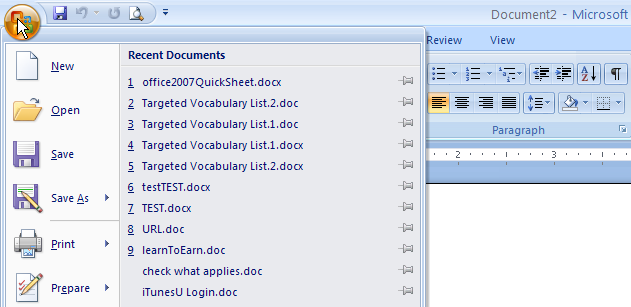 Document2 - Microsoft
Review View
Recent Documents
New
Open
Save
Save As
Print
Prepare
1 office2007QuickSheet.docx
2 Targeted Vocabulary List.2.doc
3 Targeted Vocabulary List.1.doc
4 Targeted Vocabulary List.1.docx
5 Targeted Vocabulary List.2.docx
6 testTEST.docx
7 TEST.docx
8 URL.doc
9 learnToEarn.doc
check what applies.doc
iTunesU Login.doc
Paragraph
2 3